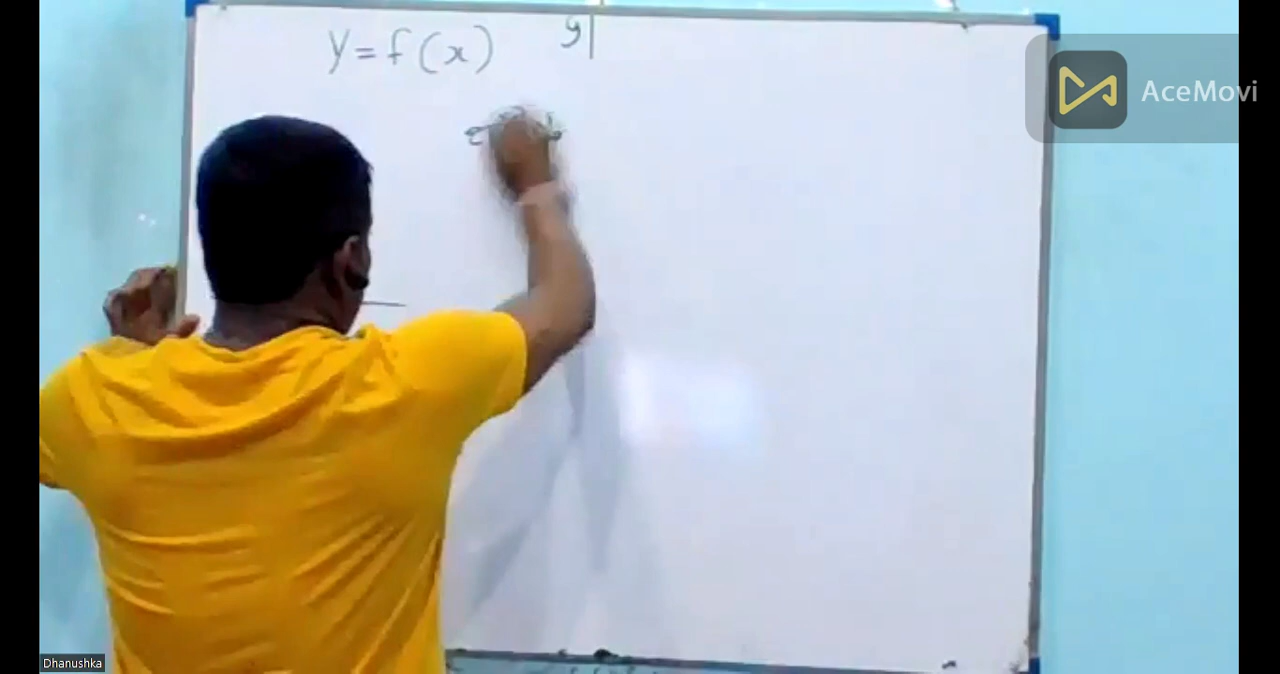 y = f(x)
y
AceMovi
Dhanushka